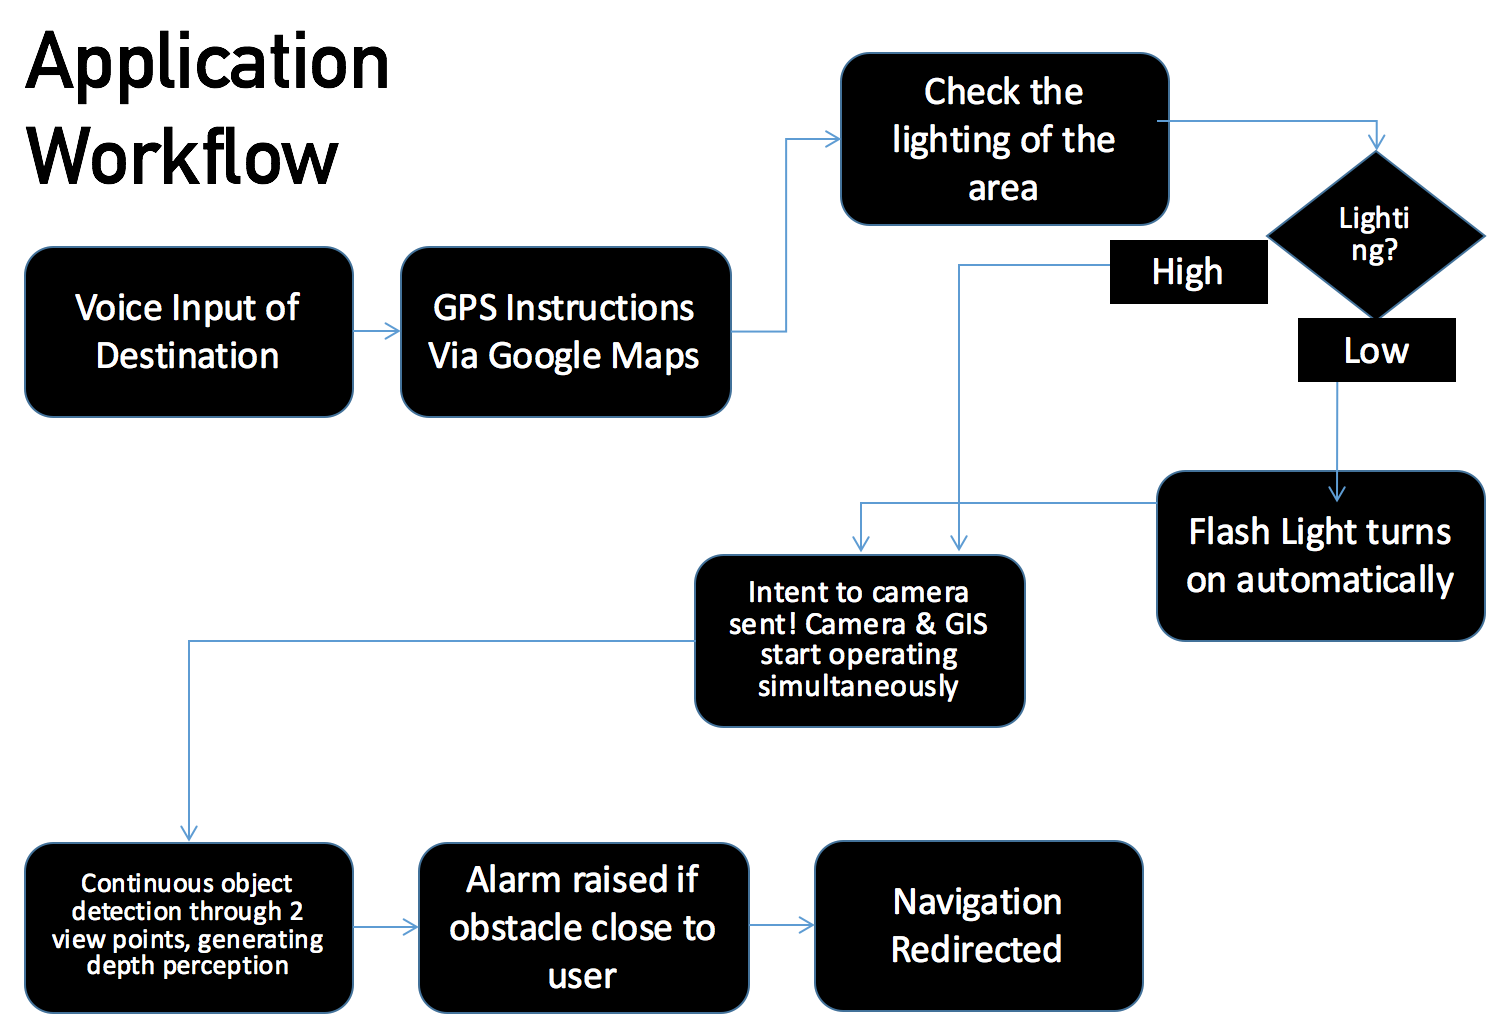 Application
Workflow
Voice Input of
Destination
GPS Instructions
Via Google Maps
Check the
lighting of the
area
Lighti
ng?
High
Low
Flash Light turns
on automatically
Intent to camera
sent! Camera & GIS
start operating
simultaneously
Continuous object
detection through 2
view points, generating
depth perception
Alarm raised if
obstacle close to
user
Navigation
Redirected